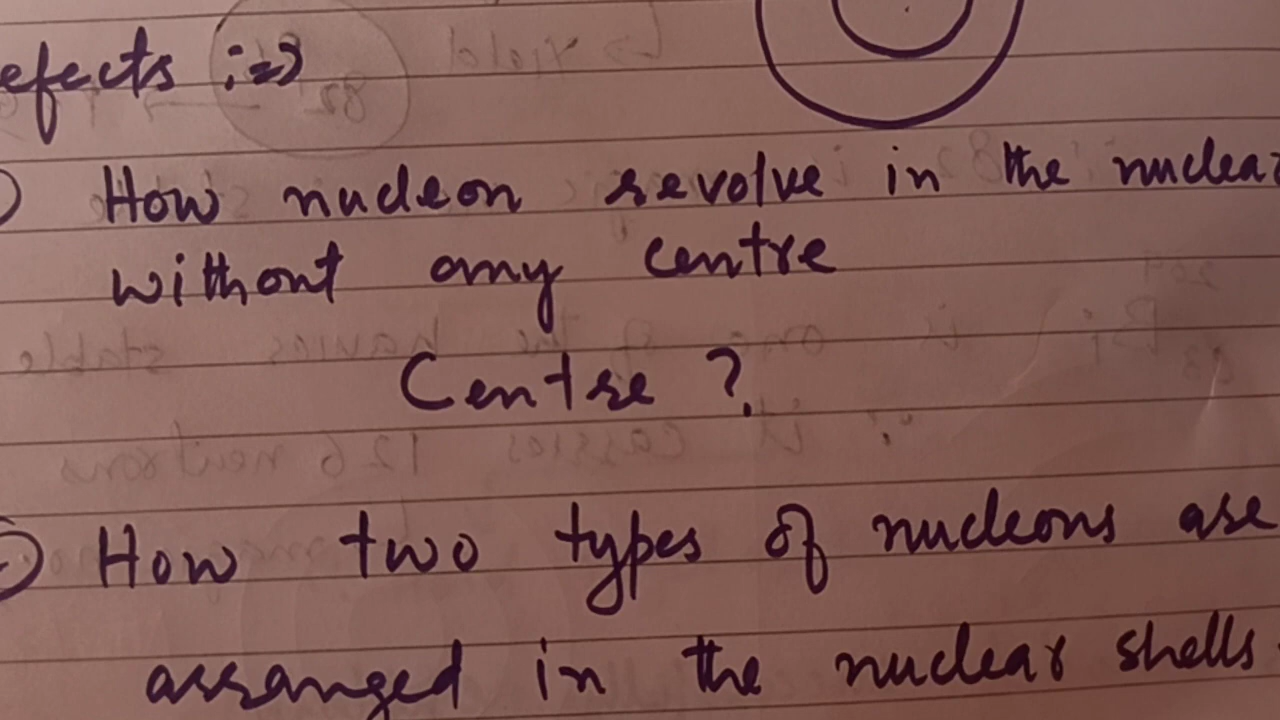 efects :=>
How nucleon revolve in the nuclear
without any centre
Centre ?
How two types of nucleons are
arranged in the nuclear shells.